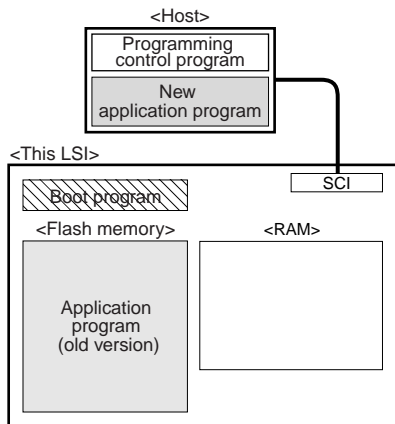 <Host>
Programming
control program
New
application program
<This LSI>
SCI
Boot program
<Flash memory>
<RAM>
Application
program
(old version)